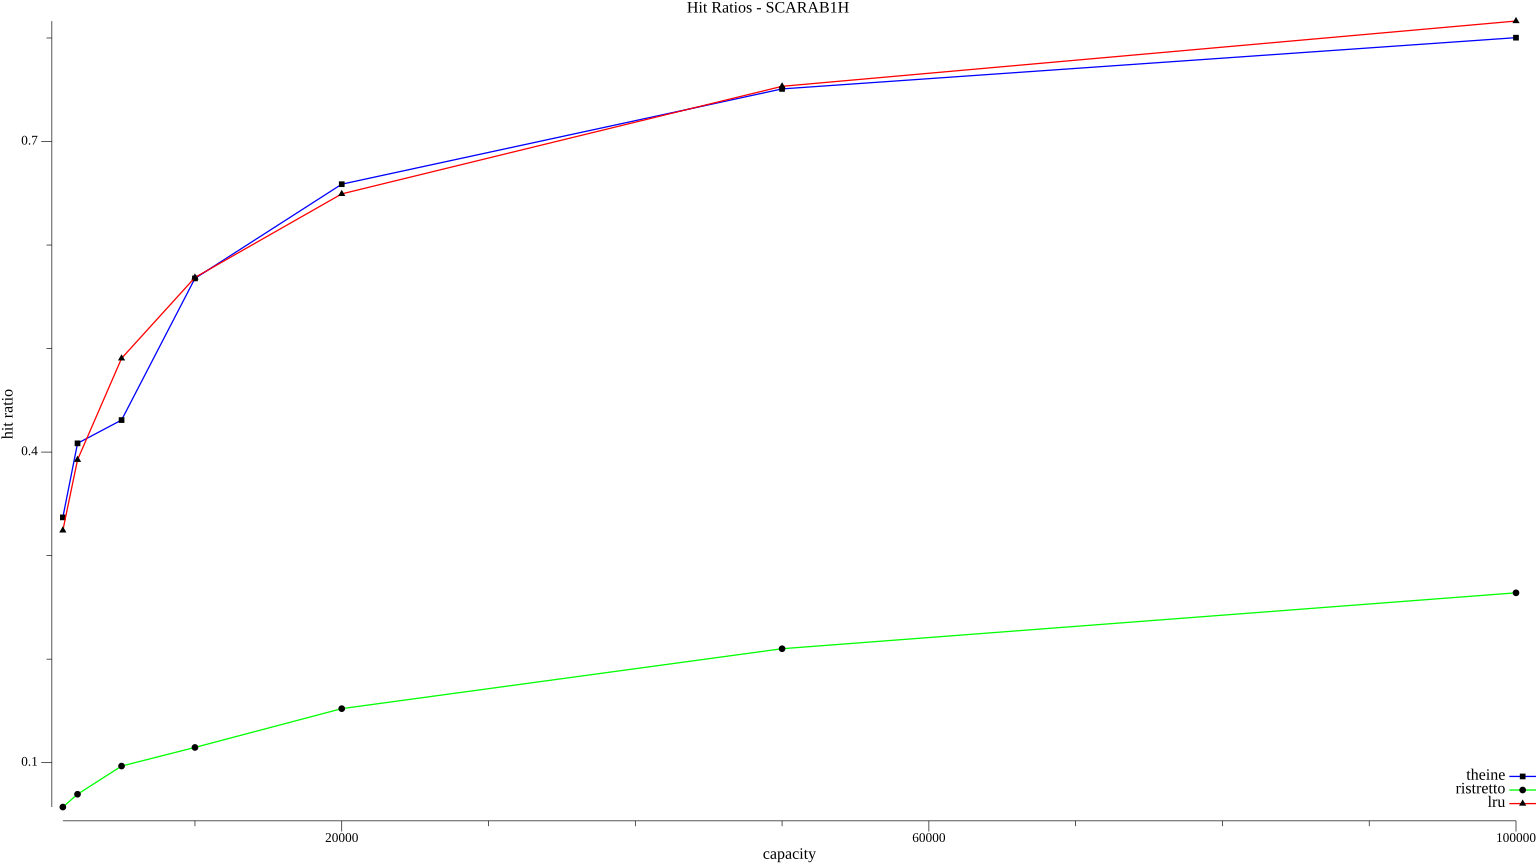 Hit Ratios - SCARAB1H
0.7
hit ratio
0.4
0.1
theine
ristretto
lru
20000
60000
100000
capacity